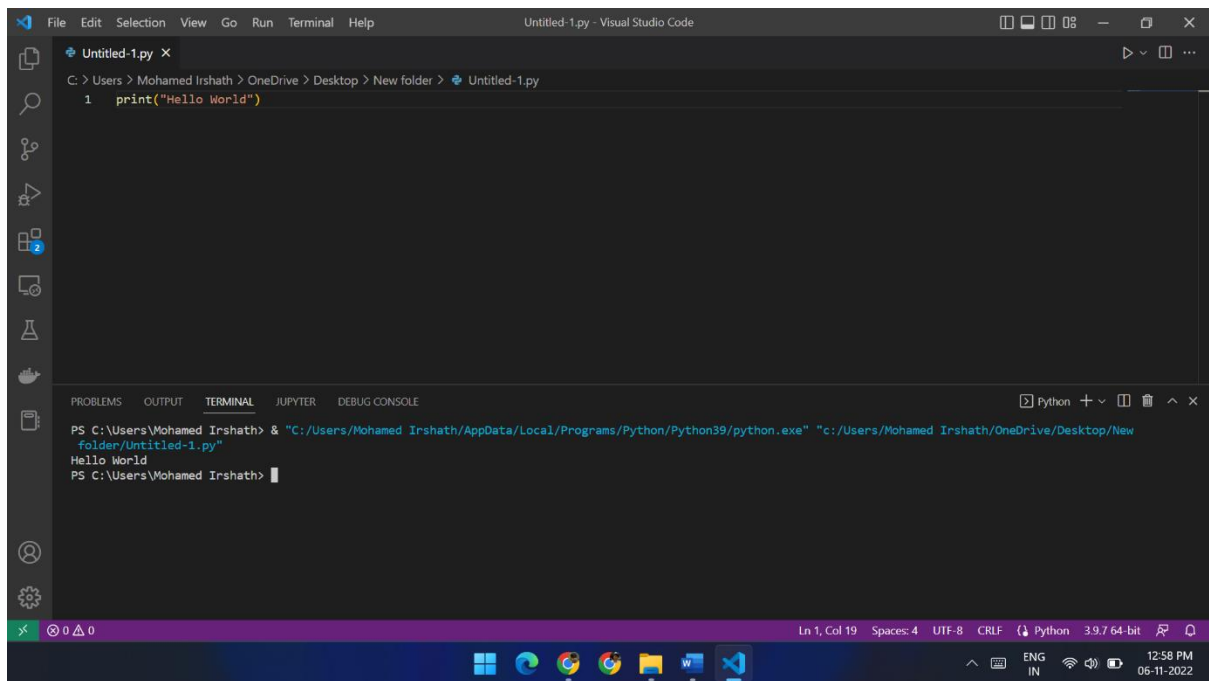 File Edit Selection View Go Run Terminal Help Untitled-1.py - Visual Studio Code
Untitled-1.py
C: > Users > Mohamed Irshath > OneDrive > Desktop > New folder > Untitled-1.py
1 print("Hello World")
2
PROBLEMS OUTPUT TERMINAL JUPYTER DEBUG CONSOLE Python
PS C:\Users\Mohamed Irshath> & "C:/Users/Mohamed Irshath/AppData/Local/Programs/Python/Python39/python.exe" "c:/Users/Mohamed Irshath/OneDrive/Desktop/New
folder/Untitled-1.py"
Hello World
PS C:\Users\Mohamed Irshath>
0 0 Ln 1, Col 19 Spaces: 4 UTF-8 CRLF Python 3.9.7 64-bit
ENG 12:58 PM
IN 06-11-2022